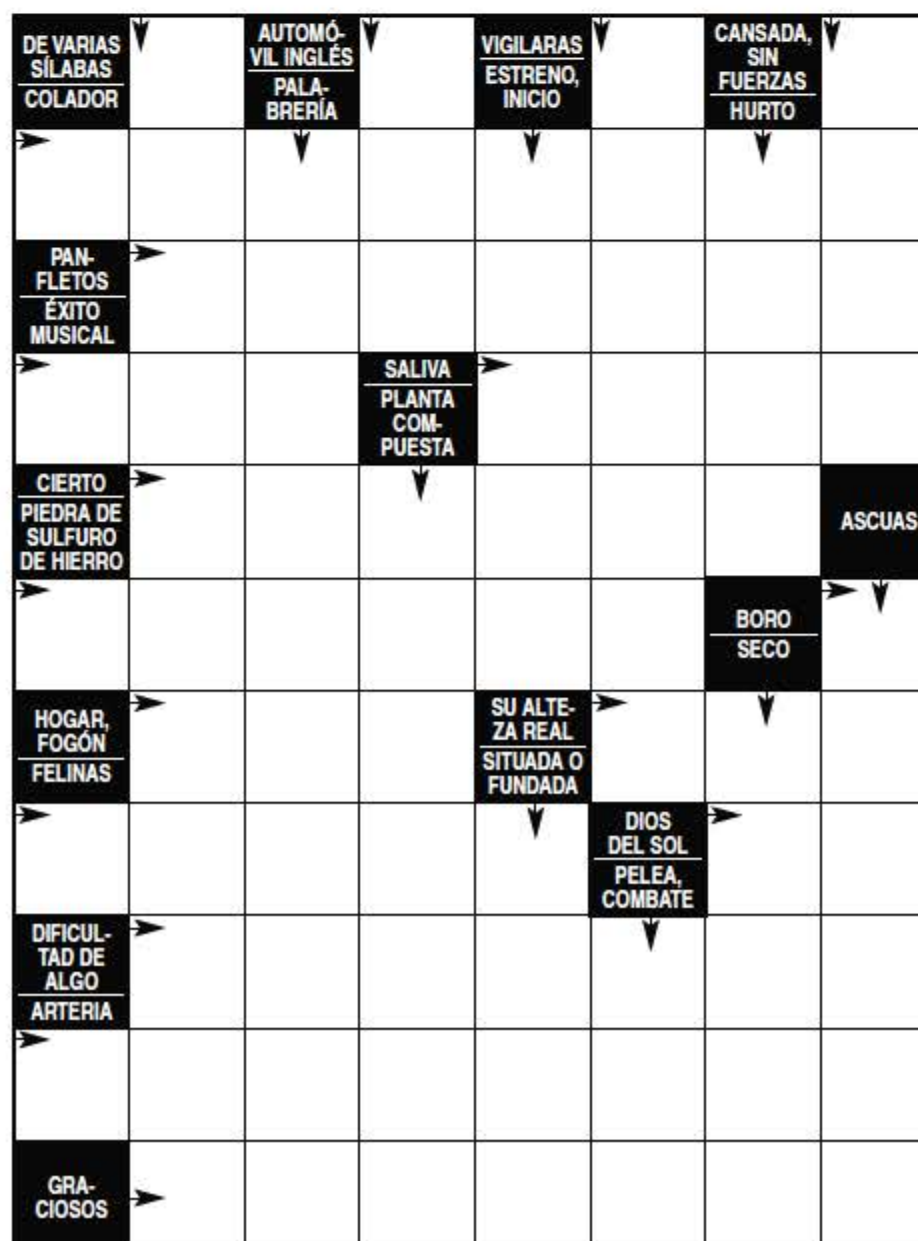 DE VARIAS
SÍLABAS
COLADOR
AUTOMÓ-
VIL INGLÉS
PALA-
BRERÍA
VIGILARAS
ESTRENO,
INICIO
CANSADA,
SIN
FUERZAS
HURTO
PAN-
FLETOS
ÉXITO
MUSICAL
SALIVA
PLANTA
COM-
PUESTA
CIERTO
PIEDRA DE
SULFURO
DE HIERRO
ASCUAS
BORO
SECO
HOGAR,
FOGÓN
FELINAS
SU ALTE-
ZA REAL
SITUADA O
FUNDADA
DIOS
DEL SOL
PELEA,
COMBATE
DIFICUL-
TAD DE
ALGO
ARTERIA
GRA-
CIOSOS